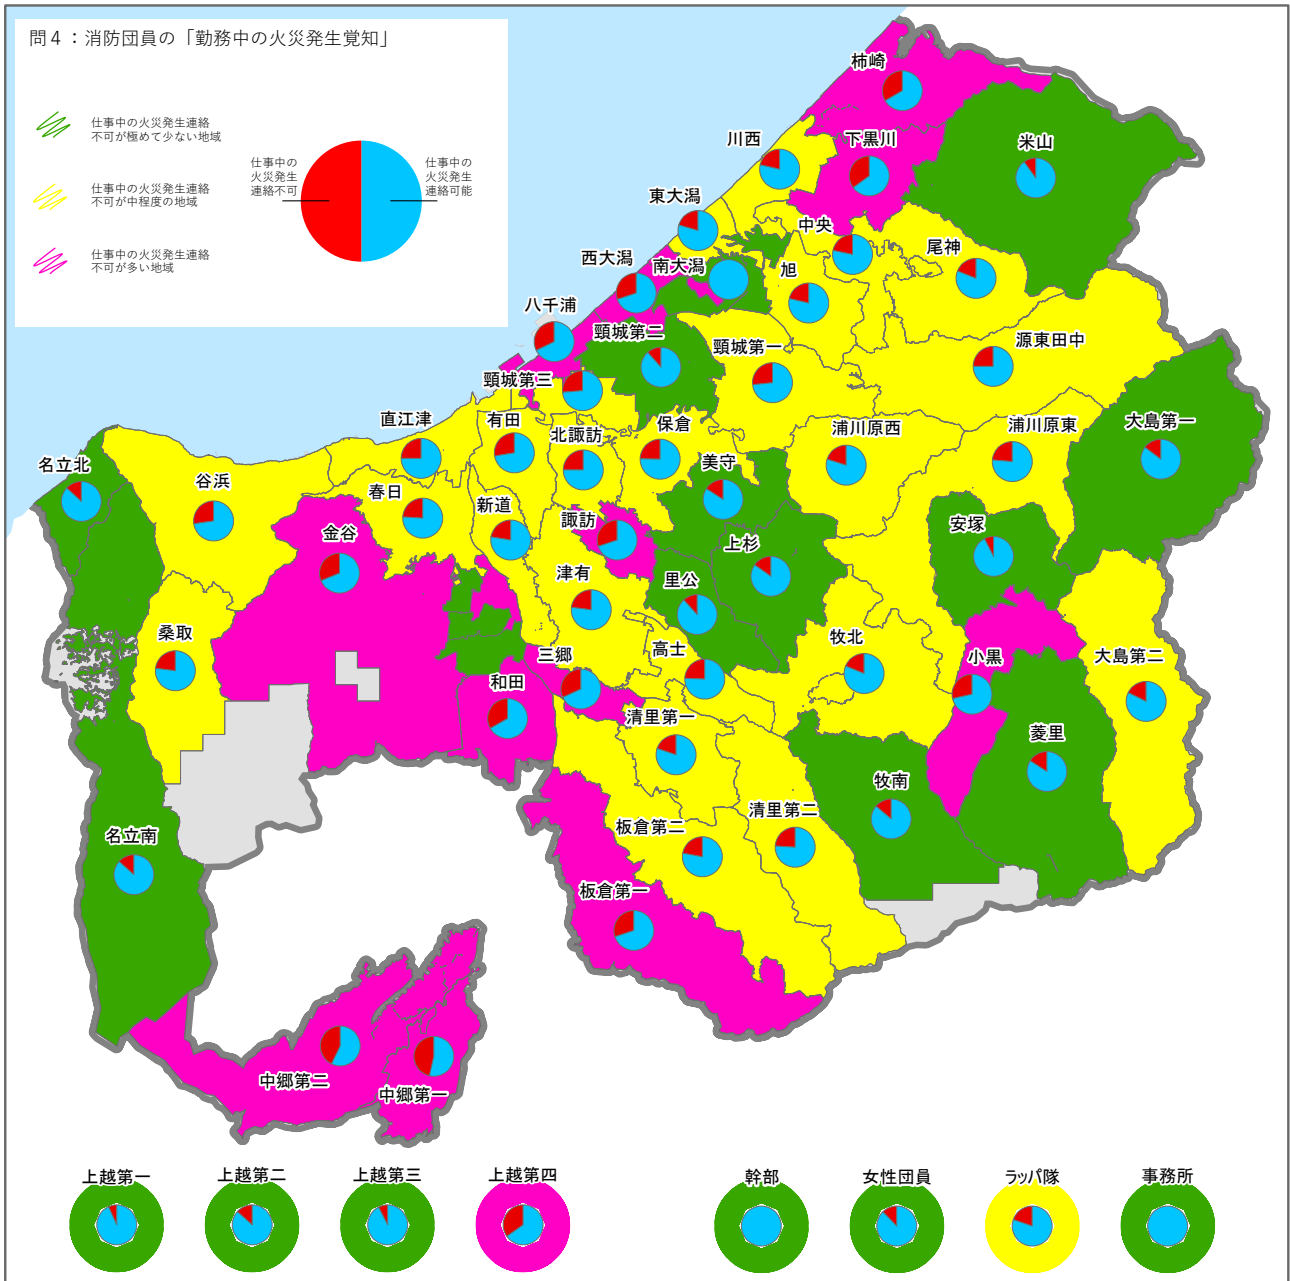 問4：消防団員の「勤務中の火災発生覚知」
仕事中の火災発生連絡
不可が極めて少ない地域
仕事中の火災発生連絡
不可が中程度の地域
仕事中の火災発生連絡
不可が多い地域
仕事中の
火災発生
連絡不可
仕事中の
火災発生
連絡可能
柿崎
川西
下黒川
米山
東大潟
中央
尾神
西大潟
南大潟
旭
八千浦
頸城第二
頸城第一
源東田中
頸城第三
直江津
有田
北諏訪
保倉
浦川原西
浦川原東
大島第一
名立北
谷浜
春日
新道
美守
金谷
諏訪
上杉
安塚
津有
里公
桑取
三郷
高士
牧北
小黒
大島第二
和田
清里第一
菱里
牧南
名立南
板倉第二
清里第二
板倉第一
中郷第二
中郷第一
上越第一
上越第二
上越第三
上越第四
幹部
女性団員
ラッパ隊
事務所